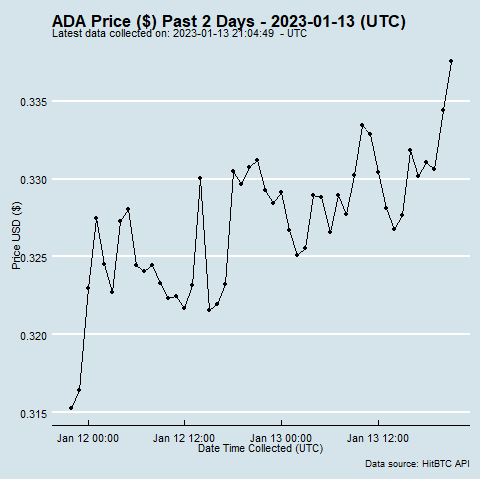 ADA Price ($) Past 2 Days - 2023-01-13 (UTC)
Latest data collected on: 2023-01-13 21:04:49 - UTC
Price USD ($)
0.335
0.330
0.325
0.320
0.315
Jan 12 00:00
Jan 12 12:00
Jan 13 00:00
Jan 13 12:00
Date Time Collected (UTC)
Data source: HitBTC API